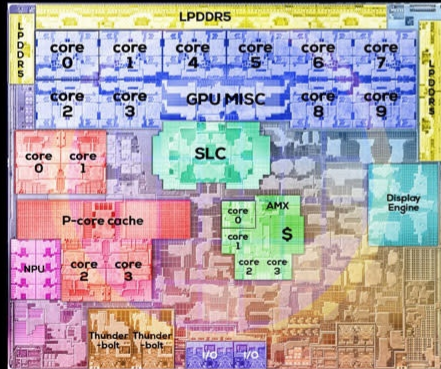 LPDDR5
LPDDR5
LPDDR5
core 0
core 1
core 4
core 5
core 6
core 7
core 2
core 3
GPU MISC
core 8
core 9
SLC
core 0
core 1
P-core cache
NPU
core 2
core 3
AMX
core 0
core 1
$
core 2
core 3
Display
Engine
Thunder
-bolt
Thunder
-bolt
I/O
I/O